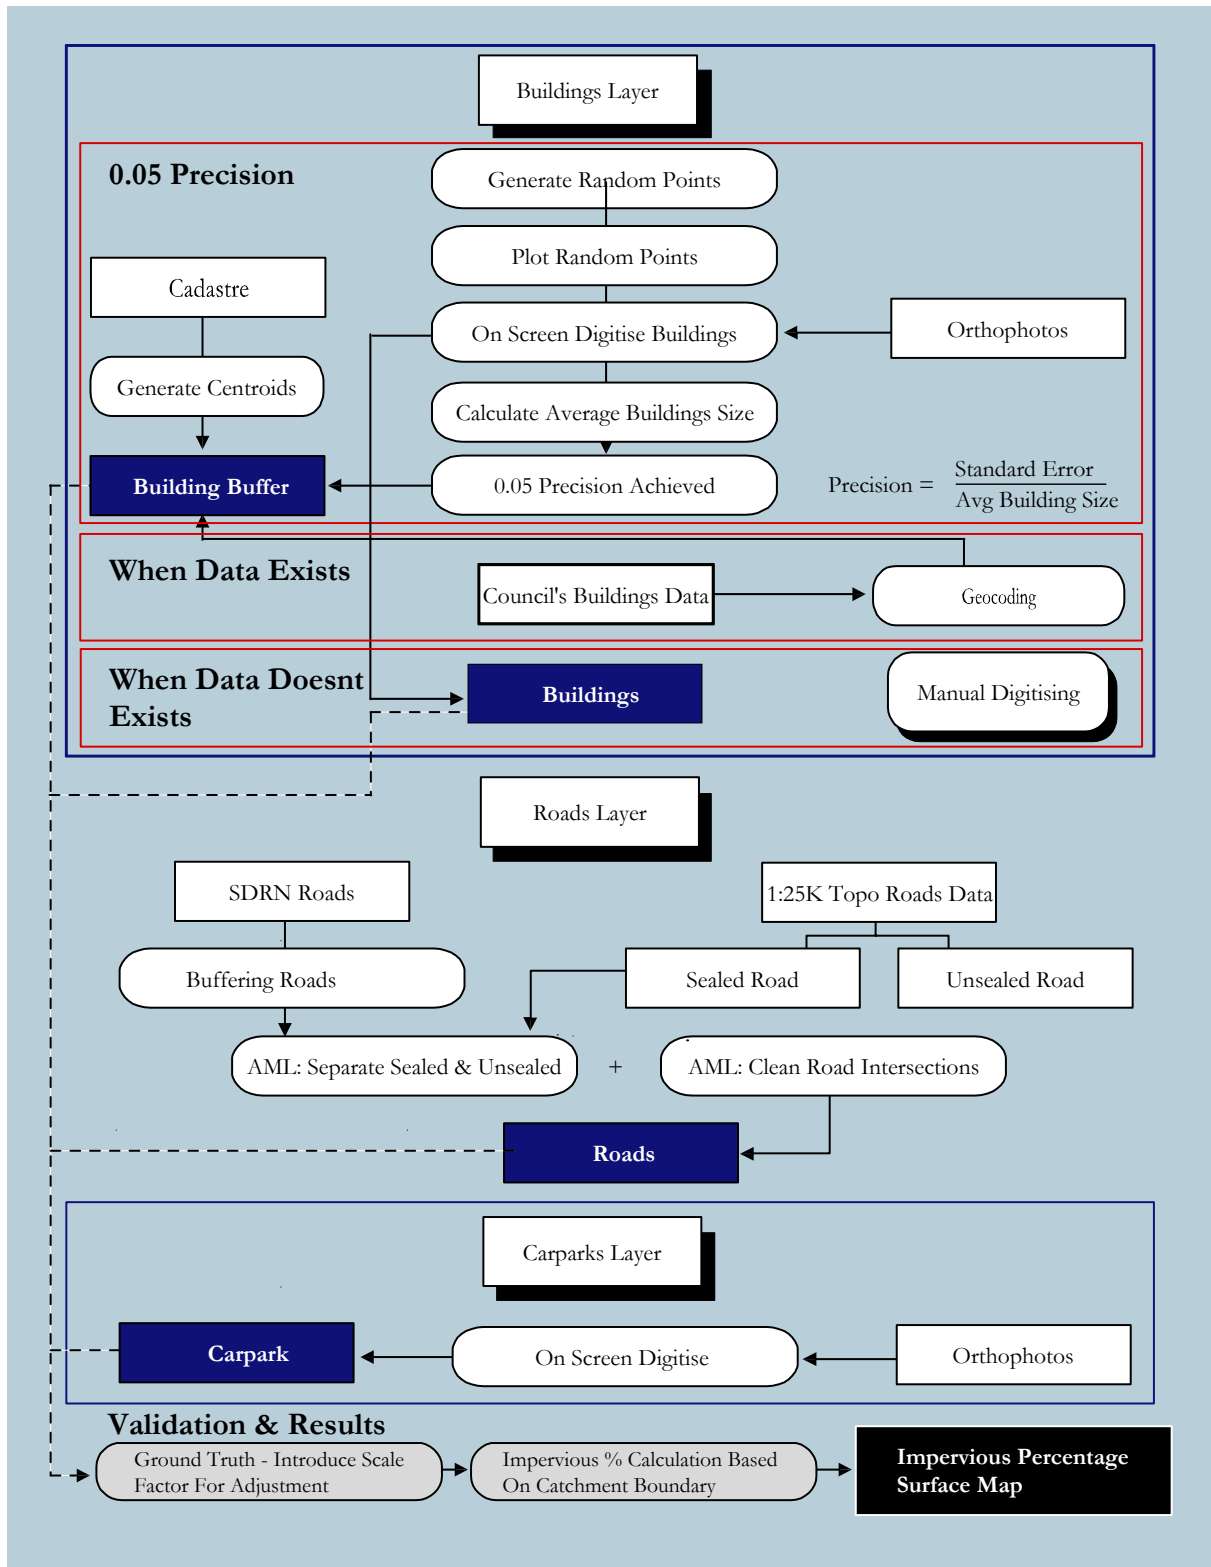 Buildings Layer
0.05 Precision
Generate Random Points
Plot Random Points
Cadastre
On Screen Digitise Buildings
Orthophotos
Generate Centroids
Calculate Average Buildings Size
Building Buffer
0.05 Precision Achieved
Precision =
Standard Error
Avg Building Size
When Data Exists
Council's Buildings Data
Geocoding
When Data Doesnt
Exists
Buildings
Manual Digitising
Roads Layer
SDRN Roads
1:25K Topo Roads Data
Buffering Roads
Sealed Road
Unsealed Road
AML: Separate Sealed & Unsealed
+
AML: Clean Road Intersections
Roads
Carparks Layer
Carpark
On Screen Digitise
Orthophotos
Validation & Results
Ground Truth - Introduce Scale
Factor For Adjustment
Impervious % Calculation Based
On Catchment Boundary
Impervious Percentage
Surface Map